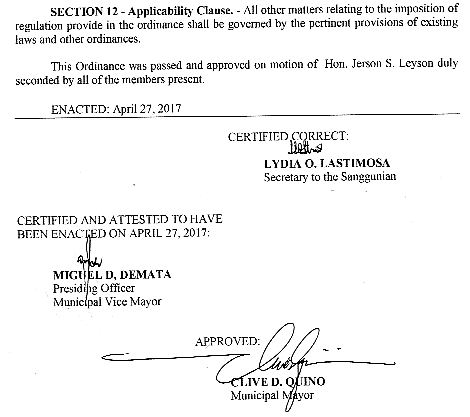 SECTION 12 - Applicability Clause. - All other matters relating to the imposition of
regulation provide in the ordinance shall be governed by the pertinent provisions of existing
laws and other ordinances.
This Ordinance was passed and approved on motion of Hon. Jerson S. Leyson duly
seconded by all of the members present.
ENACTED: April 27, 2017
CERTIFIED CORRECT:
LYDIA O. LASTIMOSA
Secretary to the Sanggunian
CERTIFIED AND ATTESTED TO HAVE
BEEN ENACTED ON APRIL 27, 2017:
MIGUEL D, DEMATA
Presiding Officer
Municipal Vice Mayor
APPROVED:
CLIVE D. QUINO
Municipal Mayor